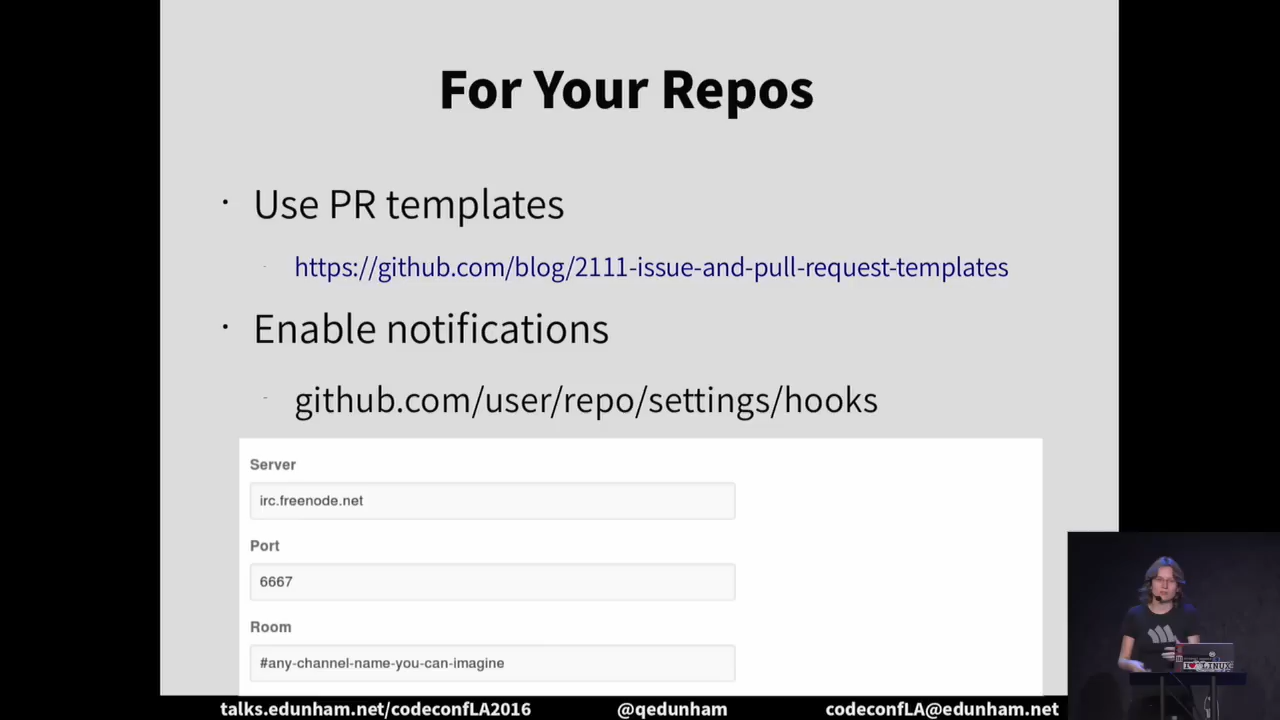 For Your Repos
Use PR templates
https://github.com/blog/2111-issue-and-pull-request-templates
Enable notifications
github.com/user/repo/settings/hooks
Server
irc.freenode.net
Port
6667
Room
#any-channel-name-you-can-imagine
talks.edunham.net/codeconfLA2016 @qedunham codeconfLA@edunham.net